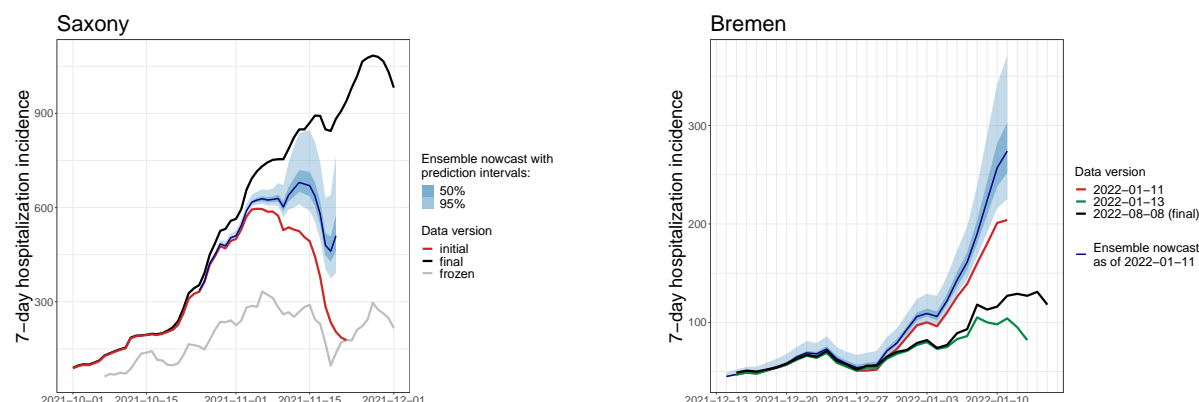 Saxony
7−day hospitalization incidence
900
600
300
2021−10−01
2021−10−15
2021−11−01
2021−11−15
2021−12−01
Ensemble nowcast with
prediction intervals:
50%
95%
Data version
initial
final
frozen
Bremen
7−day hospitalization incidence
300
200
100
2021−12−13
2021−12−20
2021−12−27
2022−01−03
2022−01−10
Data version
2022−01−11
2022−01−13
2022−08−08 (final)
Ensemble nowcast
as of 2022−01−11